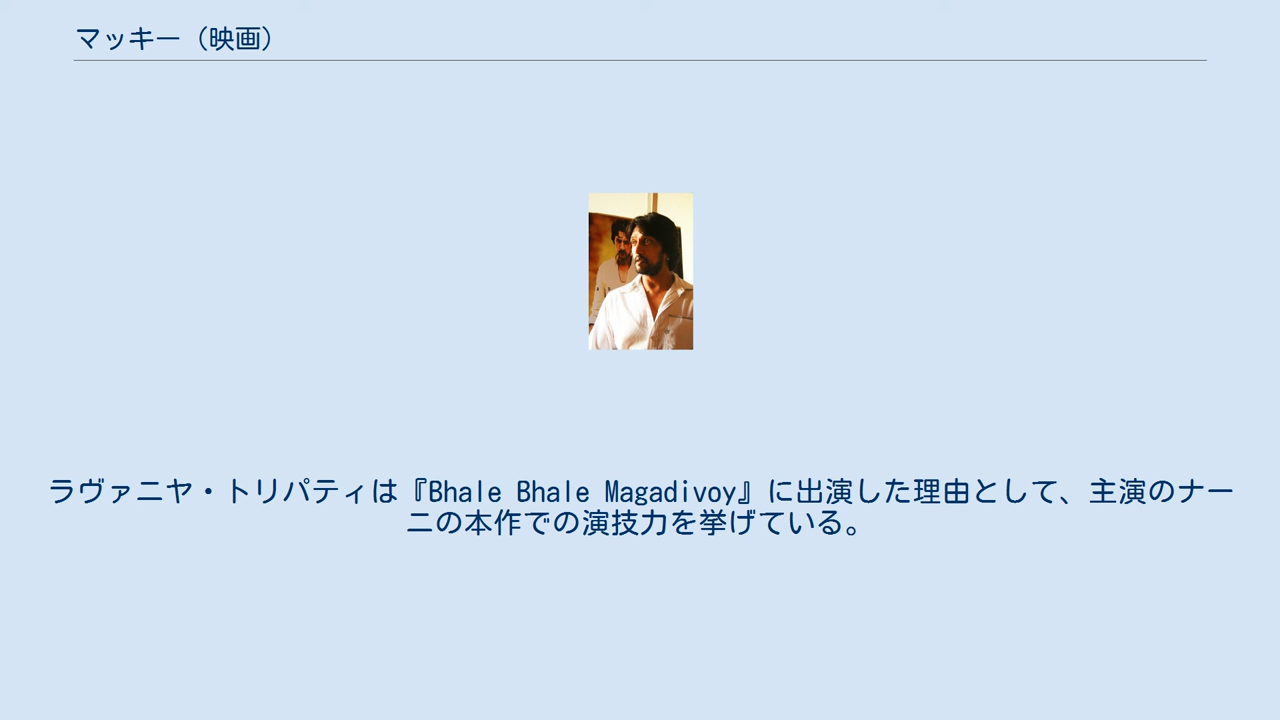 マッキー（映画）
ラヴァニヤ・トリパティは『Bhale Bhale Magadivoy』に出演した理由として、主演のナー
ニの本作での演技力を挙げている。